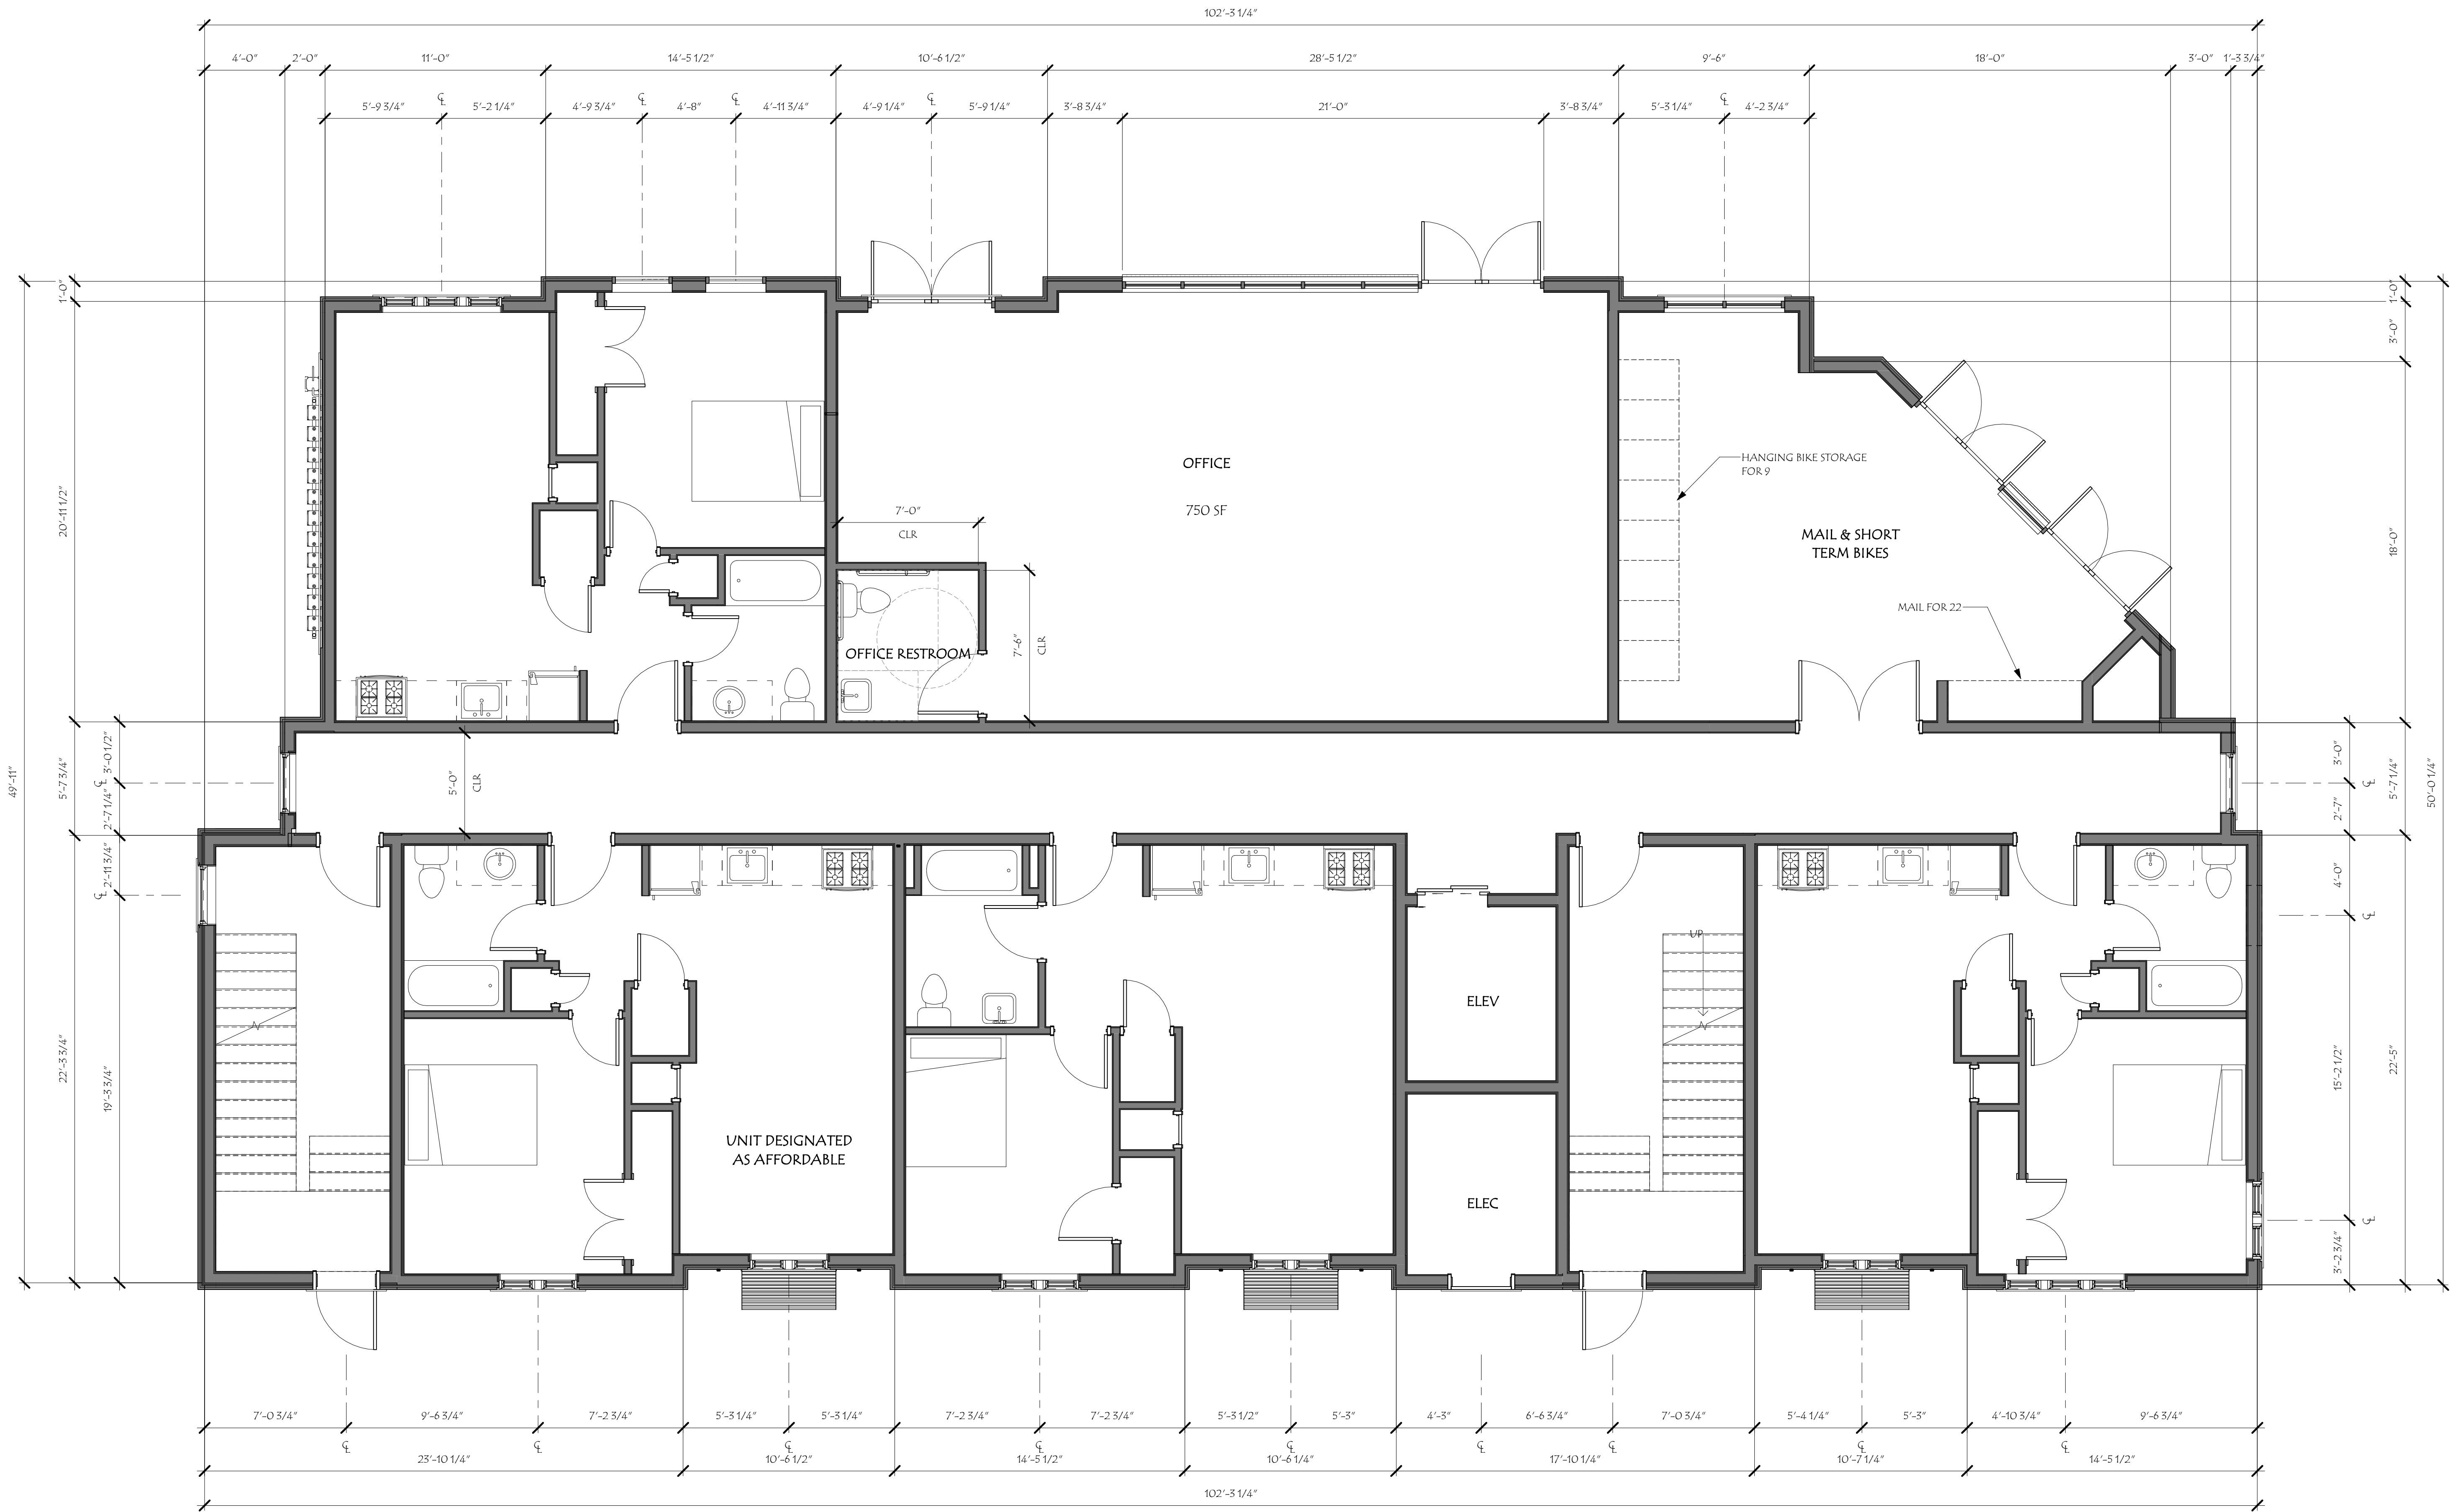 102'-3 1/4"
4'-0" 2'-0" 11'-0" 14'-5 1/2" 10'-6 1/2" 28'-5 1/2" 9'-6" 18'-0" 3'-0" 1'-3 3/4"
5'-9 3/4" ℄ 5'-2 1/4" 4'-9 3/4" ℄ 4'-8" ℄ 4'-11 3/4" 4'-9 1/4" ℄ 5'-9 1/4" 3'-8 3/4" 21'-0" 3'-8 3/4" 5'-3 1/4" ℄ 4'-2 3/4"
1'-0"
20'-11 1/2"
49'-11"
5'-7 3/4"
3'-0 1/2"
℄
2'-7 1/4"
2'-11 3/4"
℄
22'-3 3/4"
19'-3 3/4"
OFFICE
750 SF
7'-0"
CLR
7'-6"
CLR
OFFICE RESTROOM
HANGING BIKE STORAGE
FOR 9
MAIL & SHORT
TERM BIKES
MAIL FOR 22
5'-0"
CLR
UP
ELEV
ELEC
UNIT DESIGNATED
AS AFFORDABLE
1'-0"
3'-0"
18'-0"
3'-0"
℄
2'-7"
5'-7 1/4"
50'-0 1/4"
4'-0"
℄
15'-2 1/2"
22'-5"
℄
3'-2 3/4"
7'-0 3/4" 9'-6 3/4" 7'-2 3/4" 5'-3 1/4" 5'-3 1/4" 7'-2 3/4" 7'-2 3/4" 5'-3 1/2" 5'-3" 4'-3" 6'-6 3/4" 7'-0 3/4" 5'-4 1/4" 5'-3" 4'-10 3/4" 9'-6 3/4"
℄ ℄ ℄ ℄ ℄ ℄ ℄ ℄ ℄
23'-10 1/4" 10'-6 1/2" 14'-5 1/2" 10'-6 1/4" 17'-10 1/4" 10'-7 1/4" 14'-5 1/2"
102'-3 1/4"